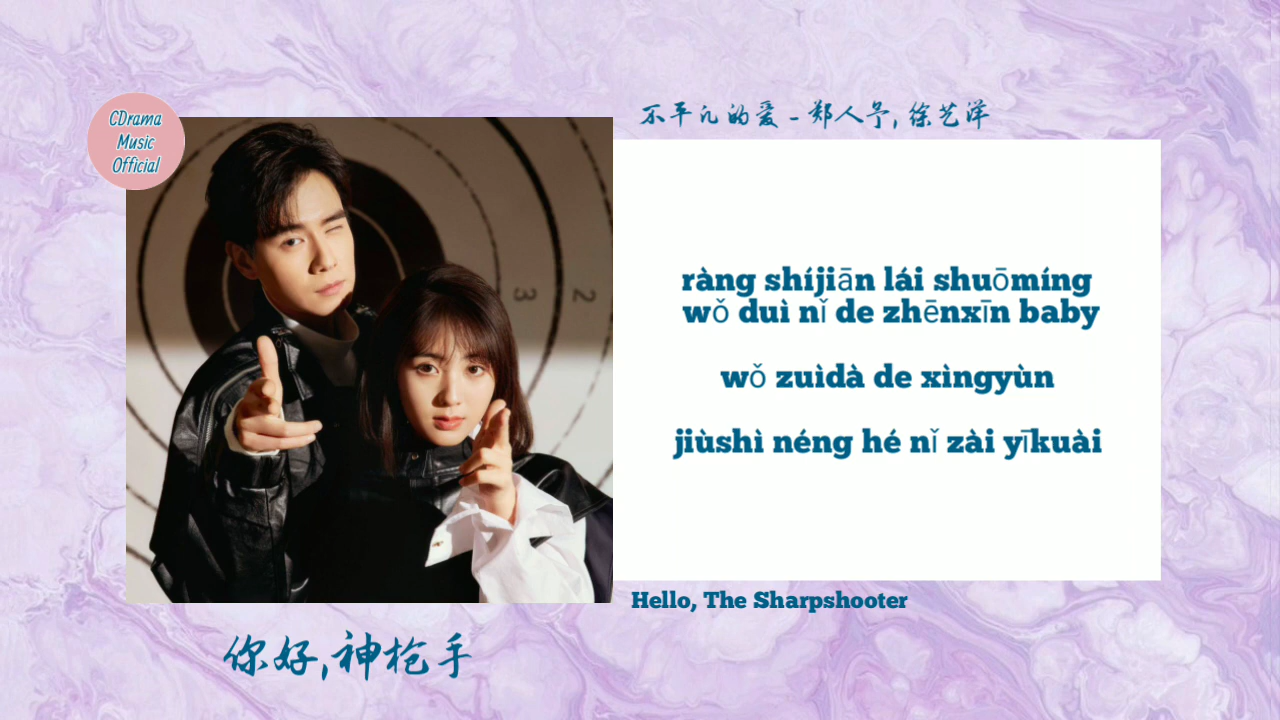 CDrama
Music
Official
不平凡的爱 - 郑人予, 徐艺洋
ràng shíjiān lái shuōmíng
wǒ duì nǐ de zhēnxīn baby
wǒ zuìdà de xìngyùn
jiùshì néng hé nǐ zài yīkuài
3
2
Hello, The Sharpshooter
你好,神枪手